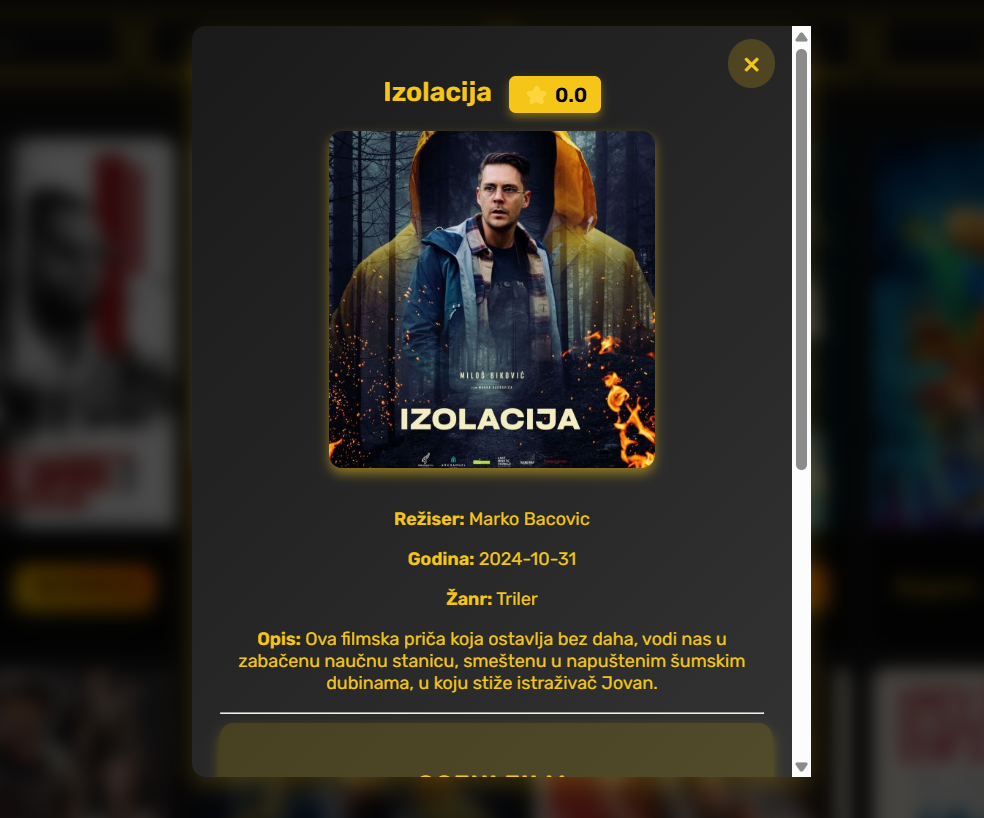 Izolacija
0.0
MILOŠ BIKOVIĆ
IZOLACIJA
Režiser: Marko Bacovic
Godina: 2024-10-31
Žanr: Triler
Opis: Ova filmska priča koja ostavlja bez daha, vodi nas u
zabačenu naučnu stanicu, smeštenu u napuštenim šumskim
dubinama, u koju stiže istraživač Jovan.